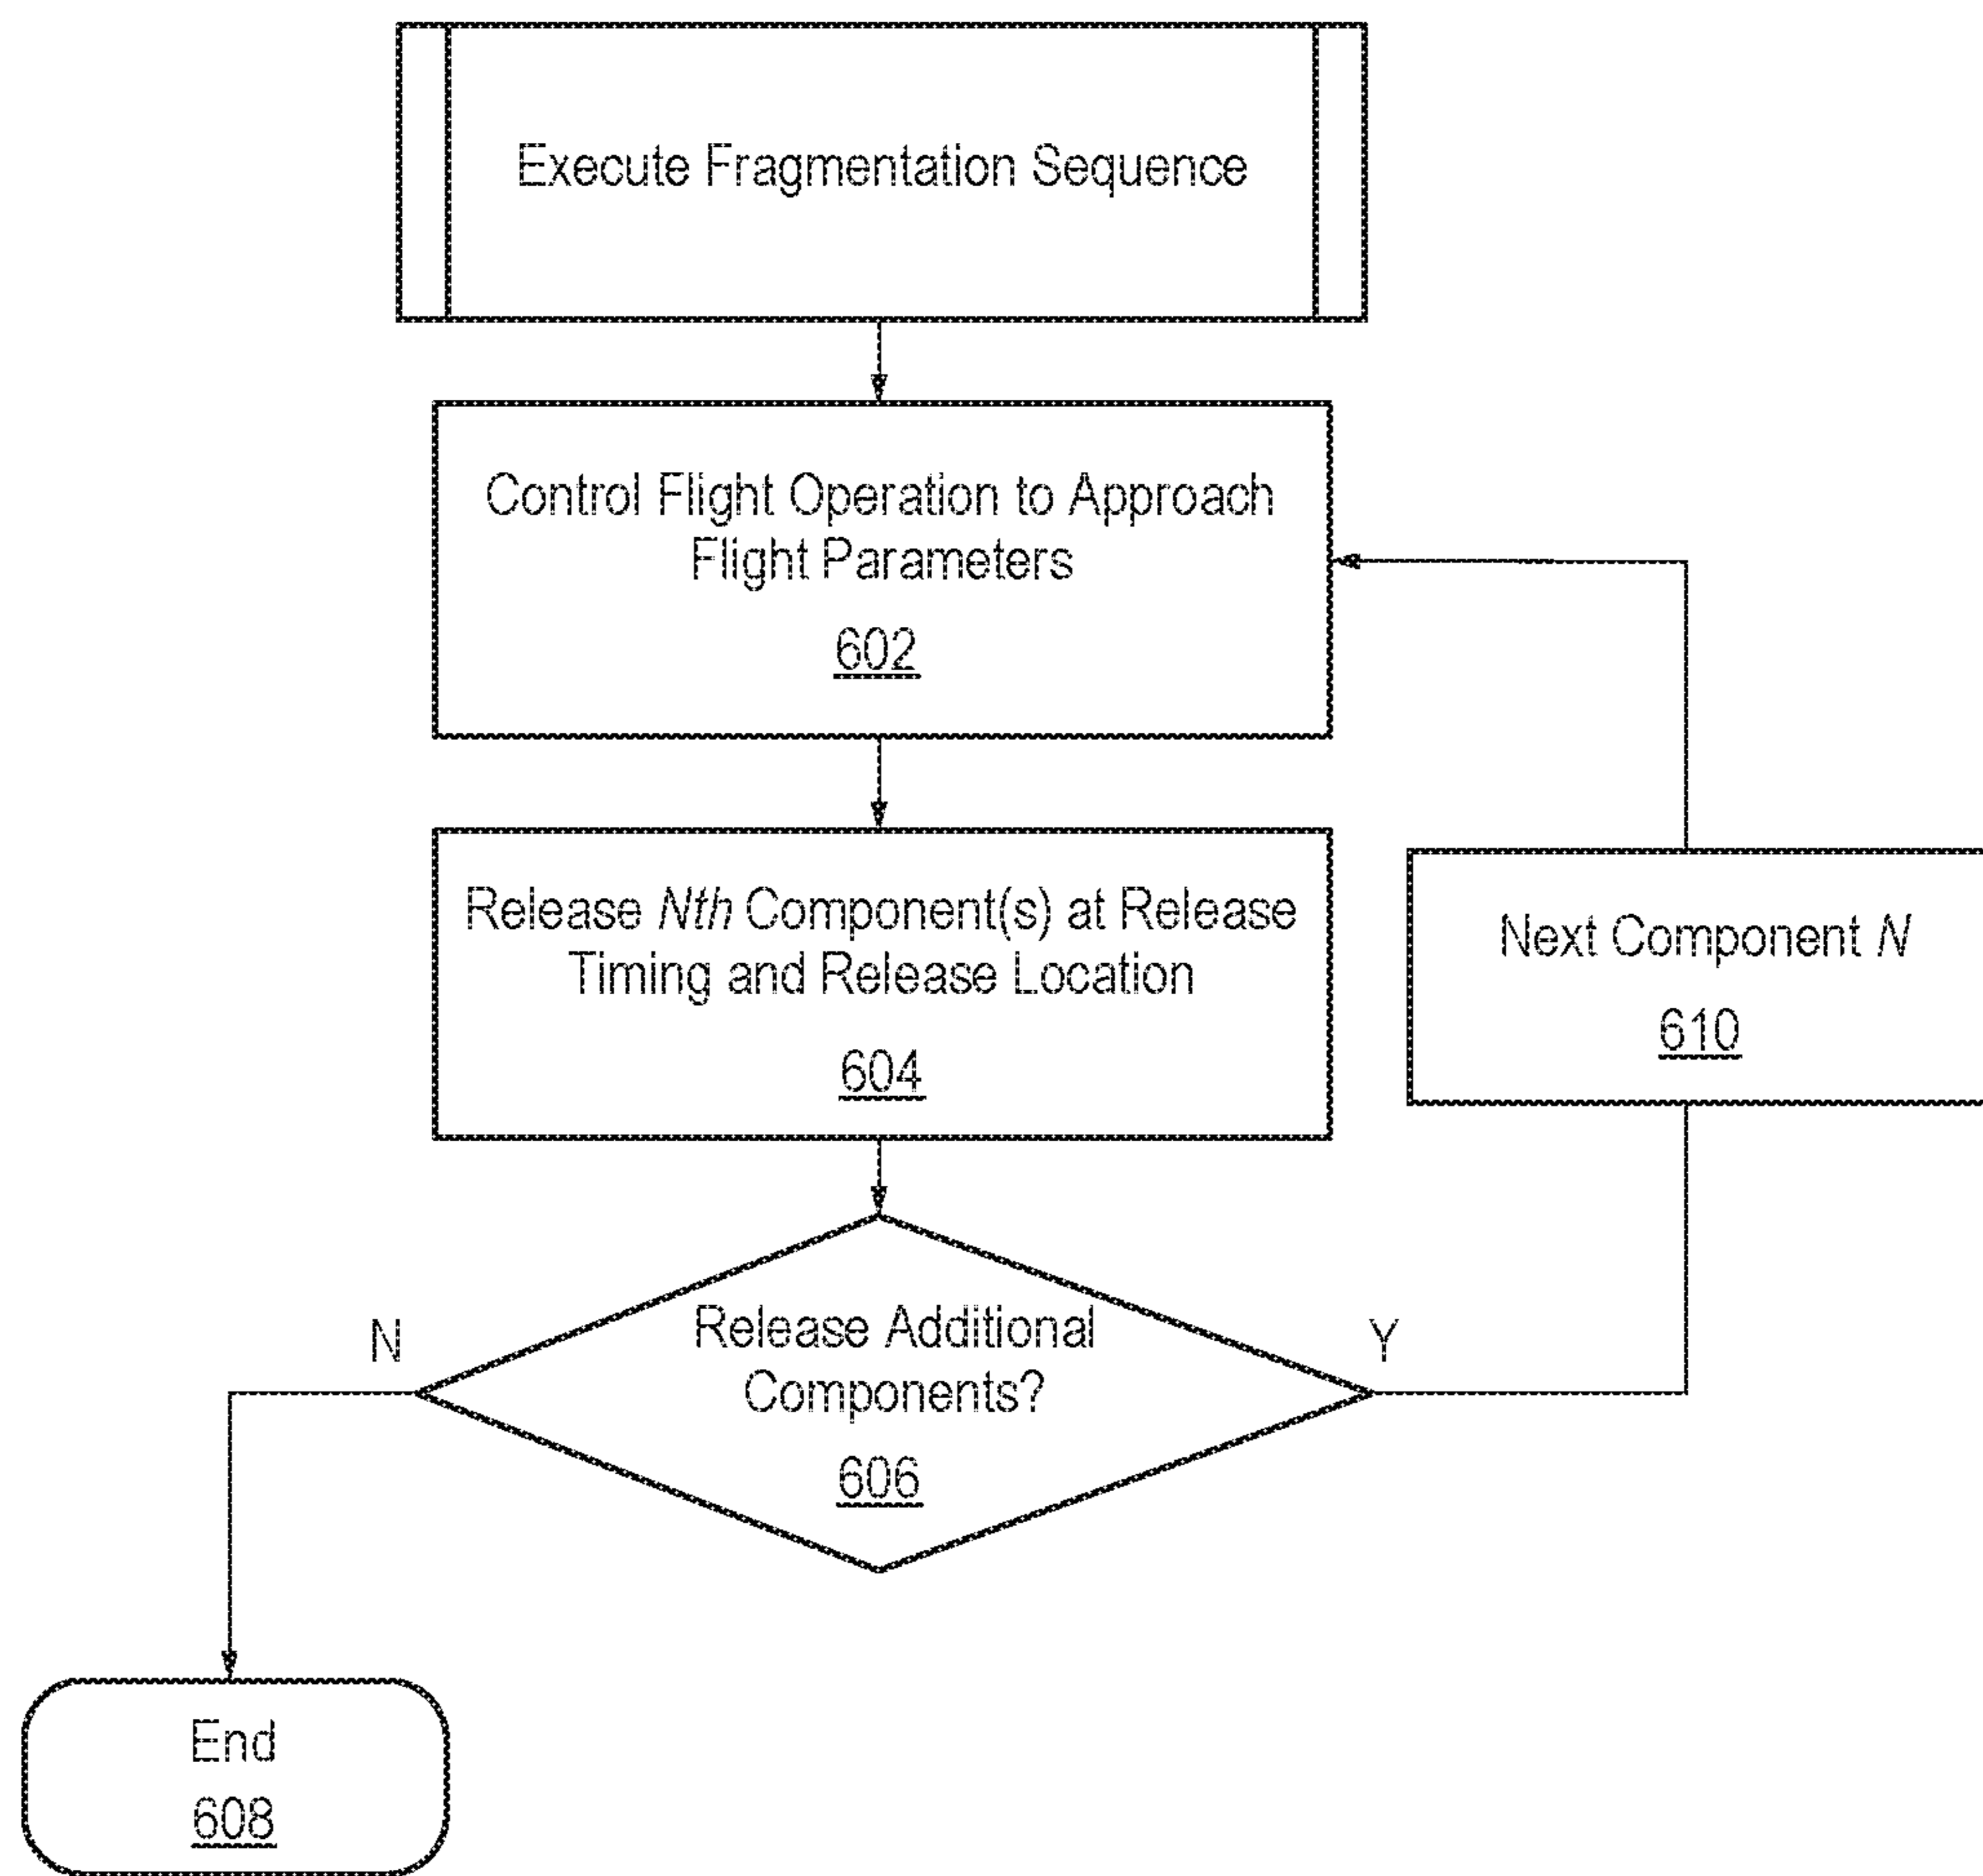 Execute Fragmentation Sequence
Control Flight Operation to Approach
Flight Parameters
602
Release Nth Component(s) at Release
Timing and Release Location
604
Next Component N
610
Release Additional
Components?
606
N
Y
End
608